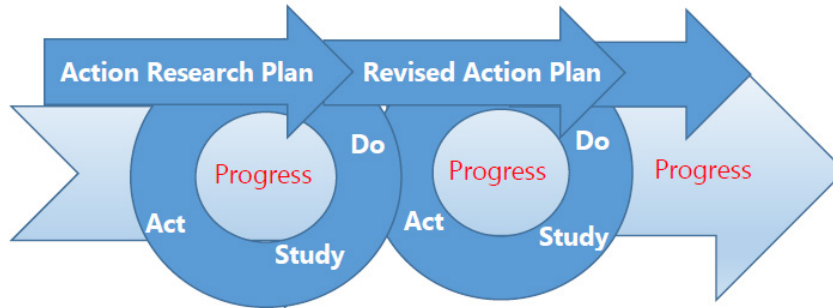 Action Research Plan
Revised Action Plan
Do
Do
Progress
Progress
Progress
Act
Act
Study
Study